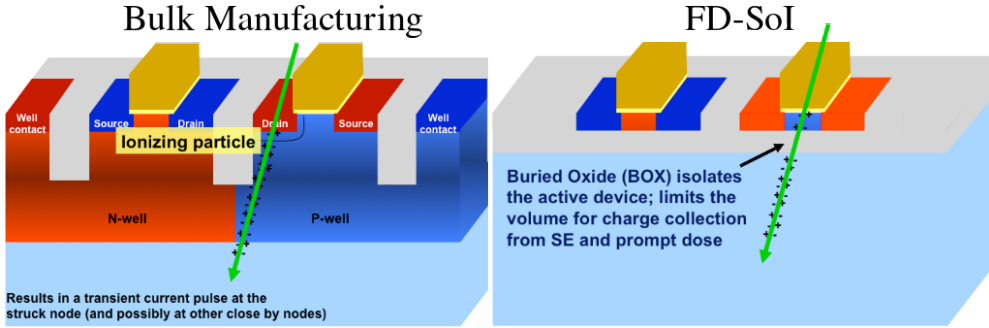 Bulk Manufacturing
FD-SoI
Well
contact
Source
Drain
Drain
Source
Well
contact
Ionizing particle
N-well
P-well
Results in a transient current pulse at the
struck node (and possibly at other close by nodes)
Buried Oxide (BOX) isolates
the active device; limits the
volume for charge collection
from SE and prompt dose